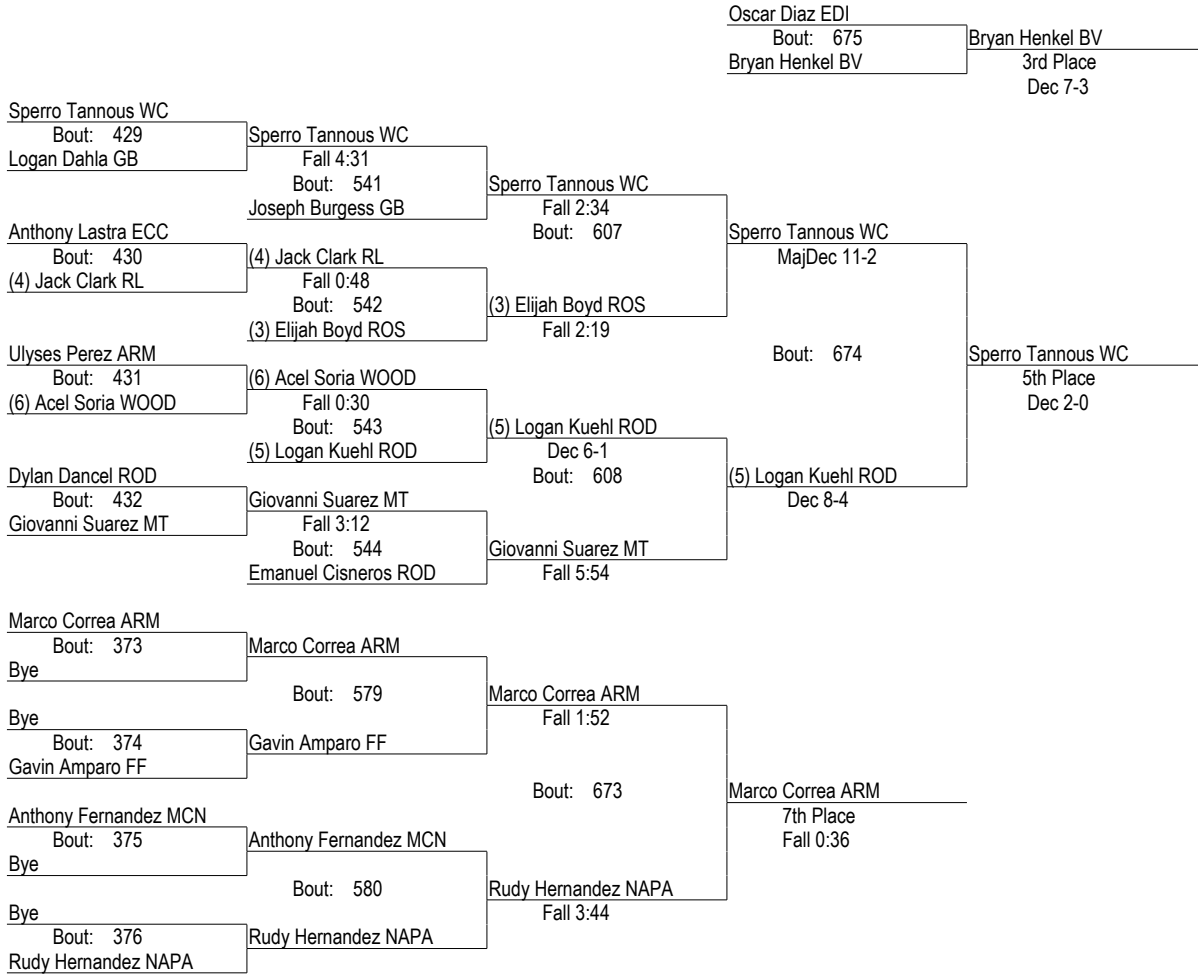 Oscar Diaz EDI
Bout: 675
Bryan Henkel BV
Bryan Henkel BV
3rd Place
Dec 7-3
Sperro Tannous WC
Bout: 429
Logan Dahla GB
Sperro Tannous WC
Fall 4:31
Bout: 541
Joseph Burgess GB
Sperro Tannous WC
Fall 2:34
Bout: 607
Anthony Lastra ECC
Bout: 430
(4) Jack Clark RL
(4) Jack Clark RL
Fall 0:48
Bout: 542
(3) Elijah Boyd ROS
(3) Elijah Boyd ROS
Fall 2:19
Sperro Tannous WC
MajDec 11-2
Bout: 674
Sperro Tannous WC
5th Place
Dec 2-0
Ulyses Perez ARM
Bout: 431
(6) Acel Soria WOOD
(6) Acel Soria WOOD
Fall 0:30
Bout: 543
(5) Logan Kuehl ROD
(5) Logan Kuehl ROD
Dec 6-1
Bout: 608
(5) Logan Kuehl ROD
Dec 8-4
Dylan Dancel ROD
Bout: 432
Giovanni Suarez MT
Giovanni Suarez MT
Fall 3:12
Bout: 544
Emanuel Cisneros ROD
Giovanni Suarez MT
Fall 5:54
Marco Correa ARM
Bout: 373
Bye
Marco Correa ARM
Bout: 579
Bye
Bout: 374
Gavin Amparo FF
Gavin Amparo FF
Marco Correa ARM
Fall 1:52
Bout: 673
Marco Correa ARM
7th Place
Fall 0:36
Anthony Fernandez MCN
Bout: 375
Bye
Anthony Fernandez MCN
Bout: 580
Bye
Bout: 376
Rudy Hernandez NAPA
Rudy Hernandez NAPA
Rudy Hernandez NAPA
Fall 3:44